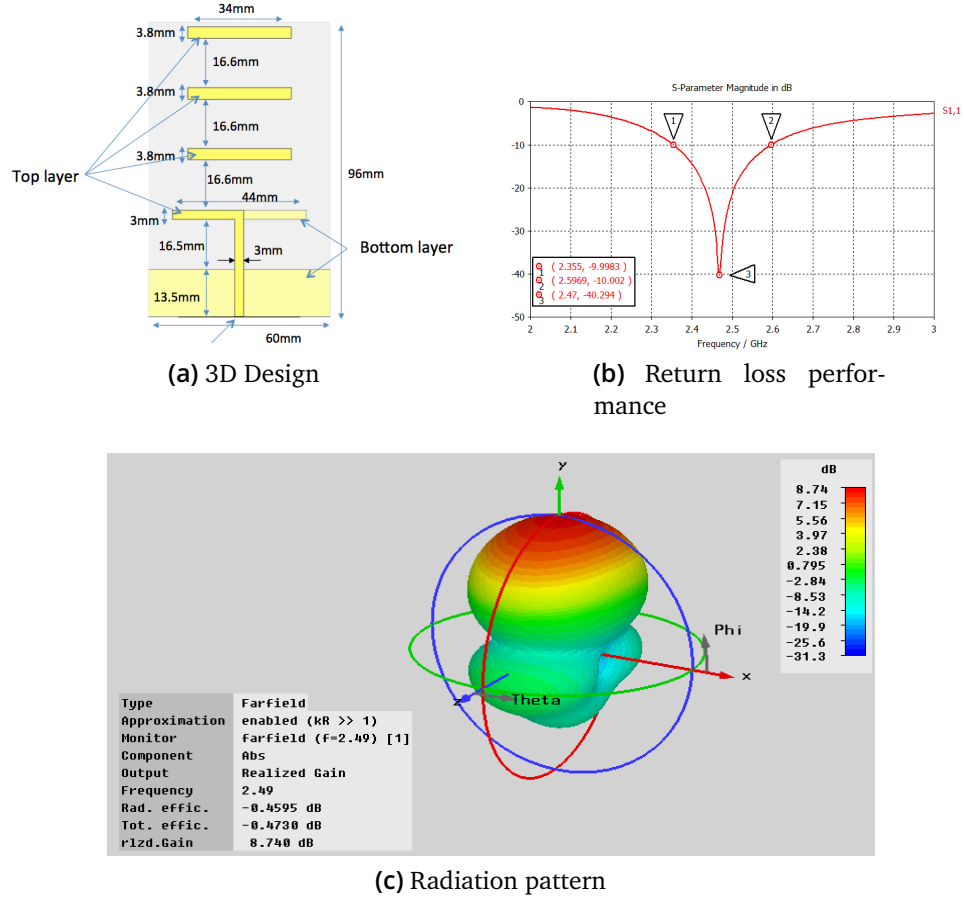 34mm
3.8mm
16.6mm
3.8mm
16.6mm
3.8mm
Top layer
16.6mm
96mm
44mm
3mm
16.5mm
Bottom layer
3mm
13.5mm
60mm
(a) 3D Design
S-Parameter Magnitude in dB
S1,1
0
-10
-20
-30
-40
-50
1
2
3
1 ( 2.355, -9.9983 )
2 ( 2.5969, -10.002 )
3 ( 2.47, -40.294 )
2 2.1 2.2 2.3 2.4 2.5 2.6 2.7 2.8 2.9 3
Frequency / GHz
(b) Return loss perfor-
mance
y
x
z
Phi
Theta
dB
8.74
7.15
5.56
3.97
2.38
0.795
-2.84
-8.53
-14.2
-19.9
-25.6
-31.3
Type Farfield
Approximation enabled (kR >> 1)
Monitor farfield (f=2.49) [1]
Component Abs
Output Realized Gain
Frequency 2.49
Rad. effic. -0.4595 dB
Tot. effic. -0.4730 dB
rlzd.Gain 8.740 dB
(c) Radiation pattern